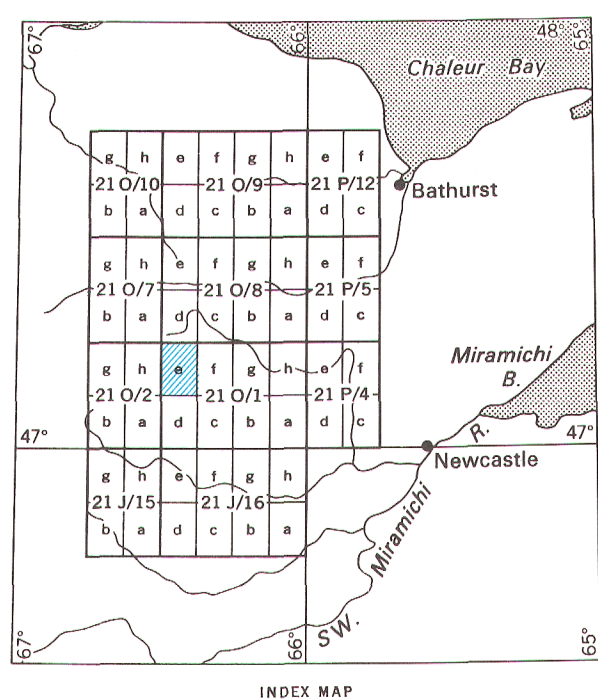 67° 66° 48° 65°
Chaleur Bay
g h e f g h e f
21 O/10 21 O/9 21 P/12
Bathurst
b a d c b a d c
g h e f g h e f
21 O/7 21 O/8 21 P/5
b a d c b a d c
Miramichi
B.
g h e f g h e f
21 O/2 21 O/1 21 P/4
b a d c b a d c
R.
47° 47°
Newcastle
g h e f g h
21 J/15 21 J/16
b a d c b a
Miramichi
SW.
67° 66° 65°
INDEX MAP